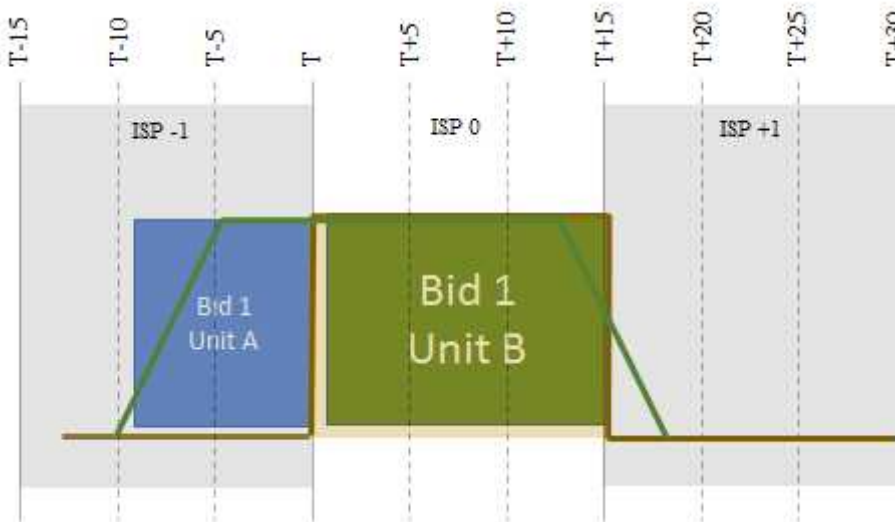 T-15
T-10
T-5
T
T+5
T+10
T+15
T+20
T+25
T+30
ISP -1
ISP 0
ISP +1
Bid 1
Unit A
Bid 1
Unit B